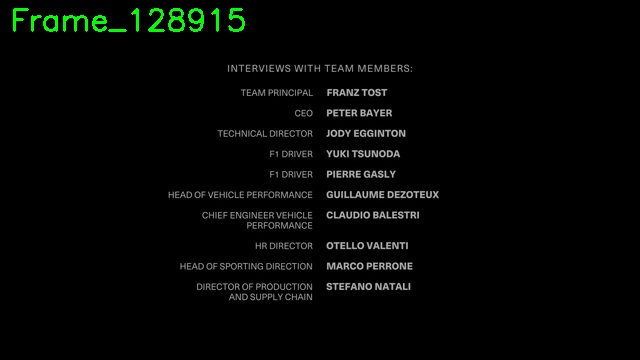 Frame_128915
INTERVIEWS WITH TEAM MEMBERS:
TEAM PRINCIPAL FRANZ TOST
CEO PETER BAYER
TECHNICAL DIRECTOR JODY EGGINTON
F1 DRIVER YUKI TSUNODA
F1 DRIVER PIERRE GASLY
HEAD OF VEHICLE PERFORMANCE GUILLAUME DEZOTEUX
CHIEF ENGINEER VEHICLE CLAUDIO BALESTRI
PERFORMANCE
HR DIRECTOR OTELLO VALENTI
HEAD OF SPORTING DIRECTION MARCO PERRONE
DIRECTOR OF PRODUCTION STEFANO NATALI
AND SUPPLY CHAIN